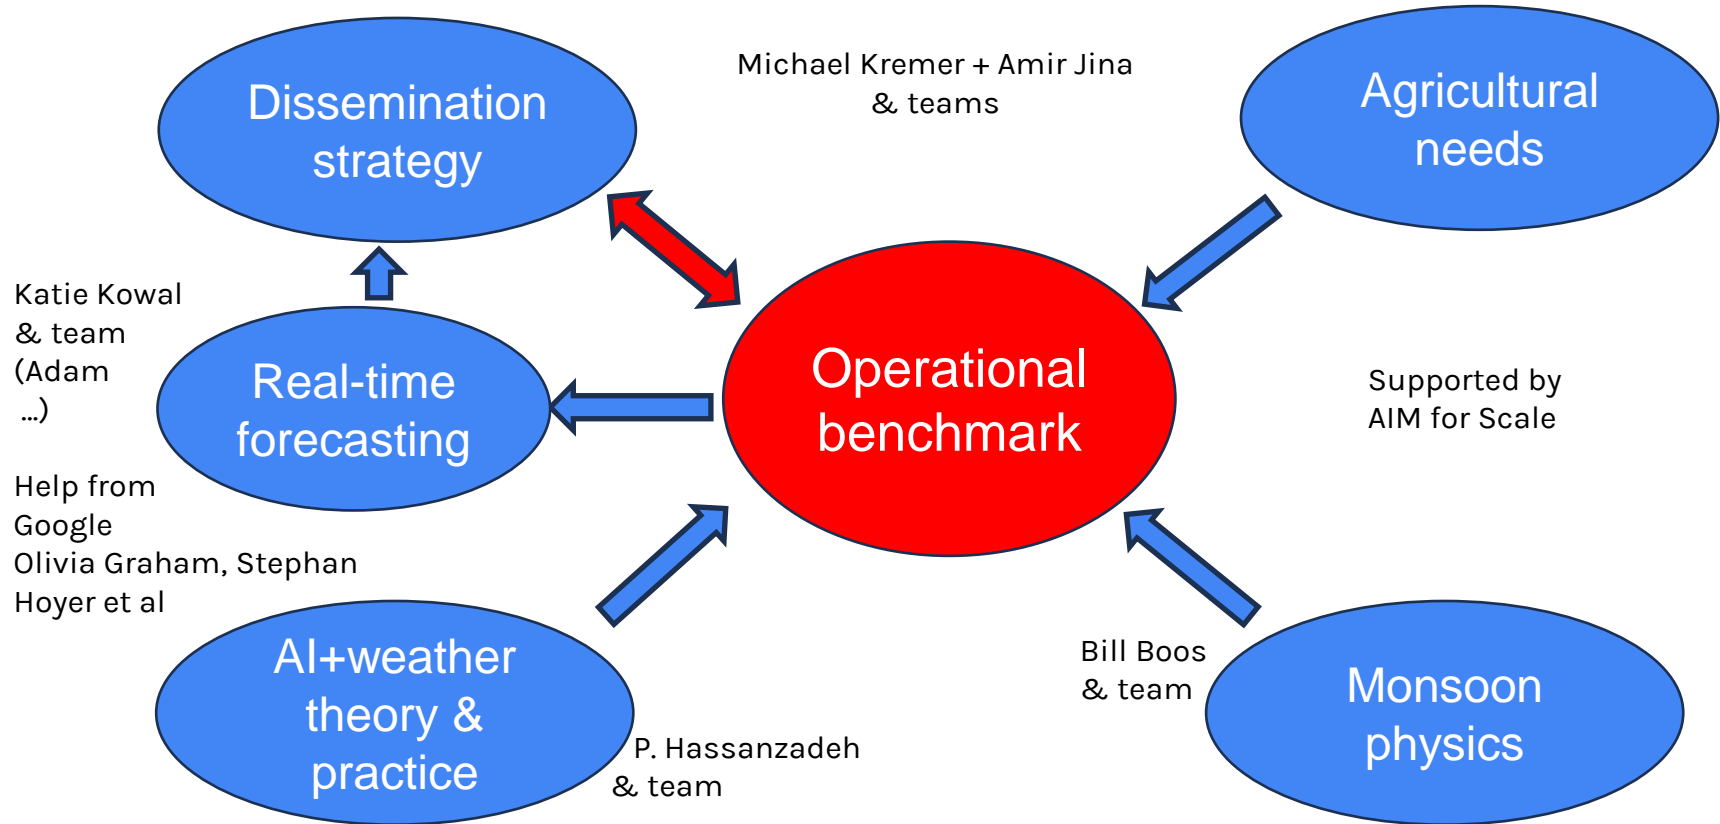 Dissemination
strategy
Michael Kremer + Amir Jina
& teams
Agricultural
needs
Katie Kowal
& team
(Adam
...)
Real-time
forecasting
Operational
benchmark
Supported by
AIM for Scale
Help from
Google
Olivia Graham, Stephan
Hoyer et al
AI+weather
theory &
practice
P. Hassanzadeh
& team
Bill Boos
& team
Monsoon
physics